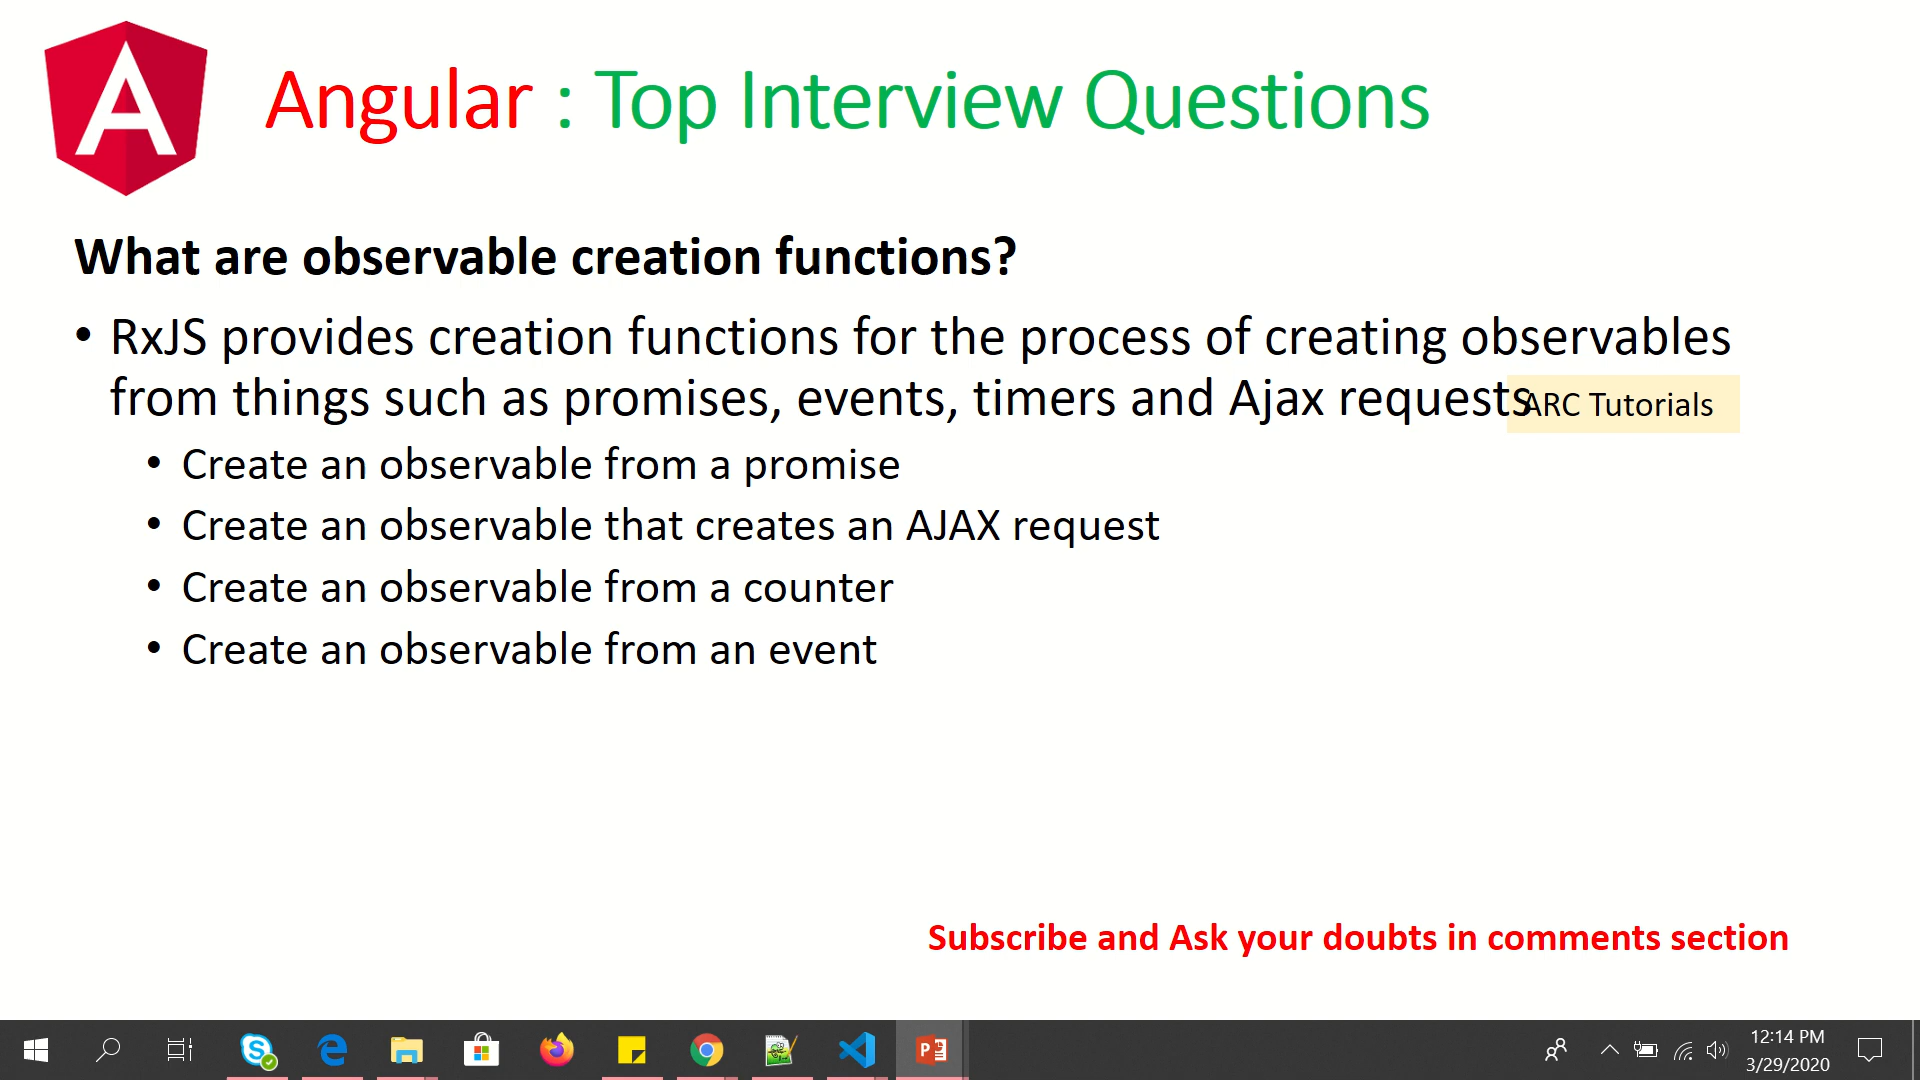 Angular : Top Interview Questions
What are observable creation functions?
• RxJS provides creation functions for the process of creating observables
from things such as promises, events, timers and Ajax requests
ARC Tutorials
• Create an observable from a promise
• Create an observable that creates an AJAX request
• Create an observable from a counter
• Create an observable from an event
Subscribe and Ask your doubts in comments section
12:14 PM
3/29/2020